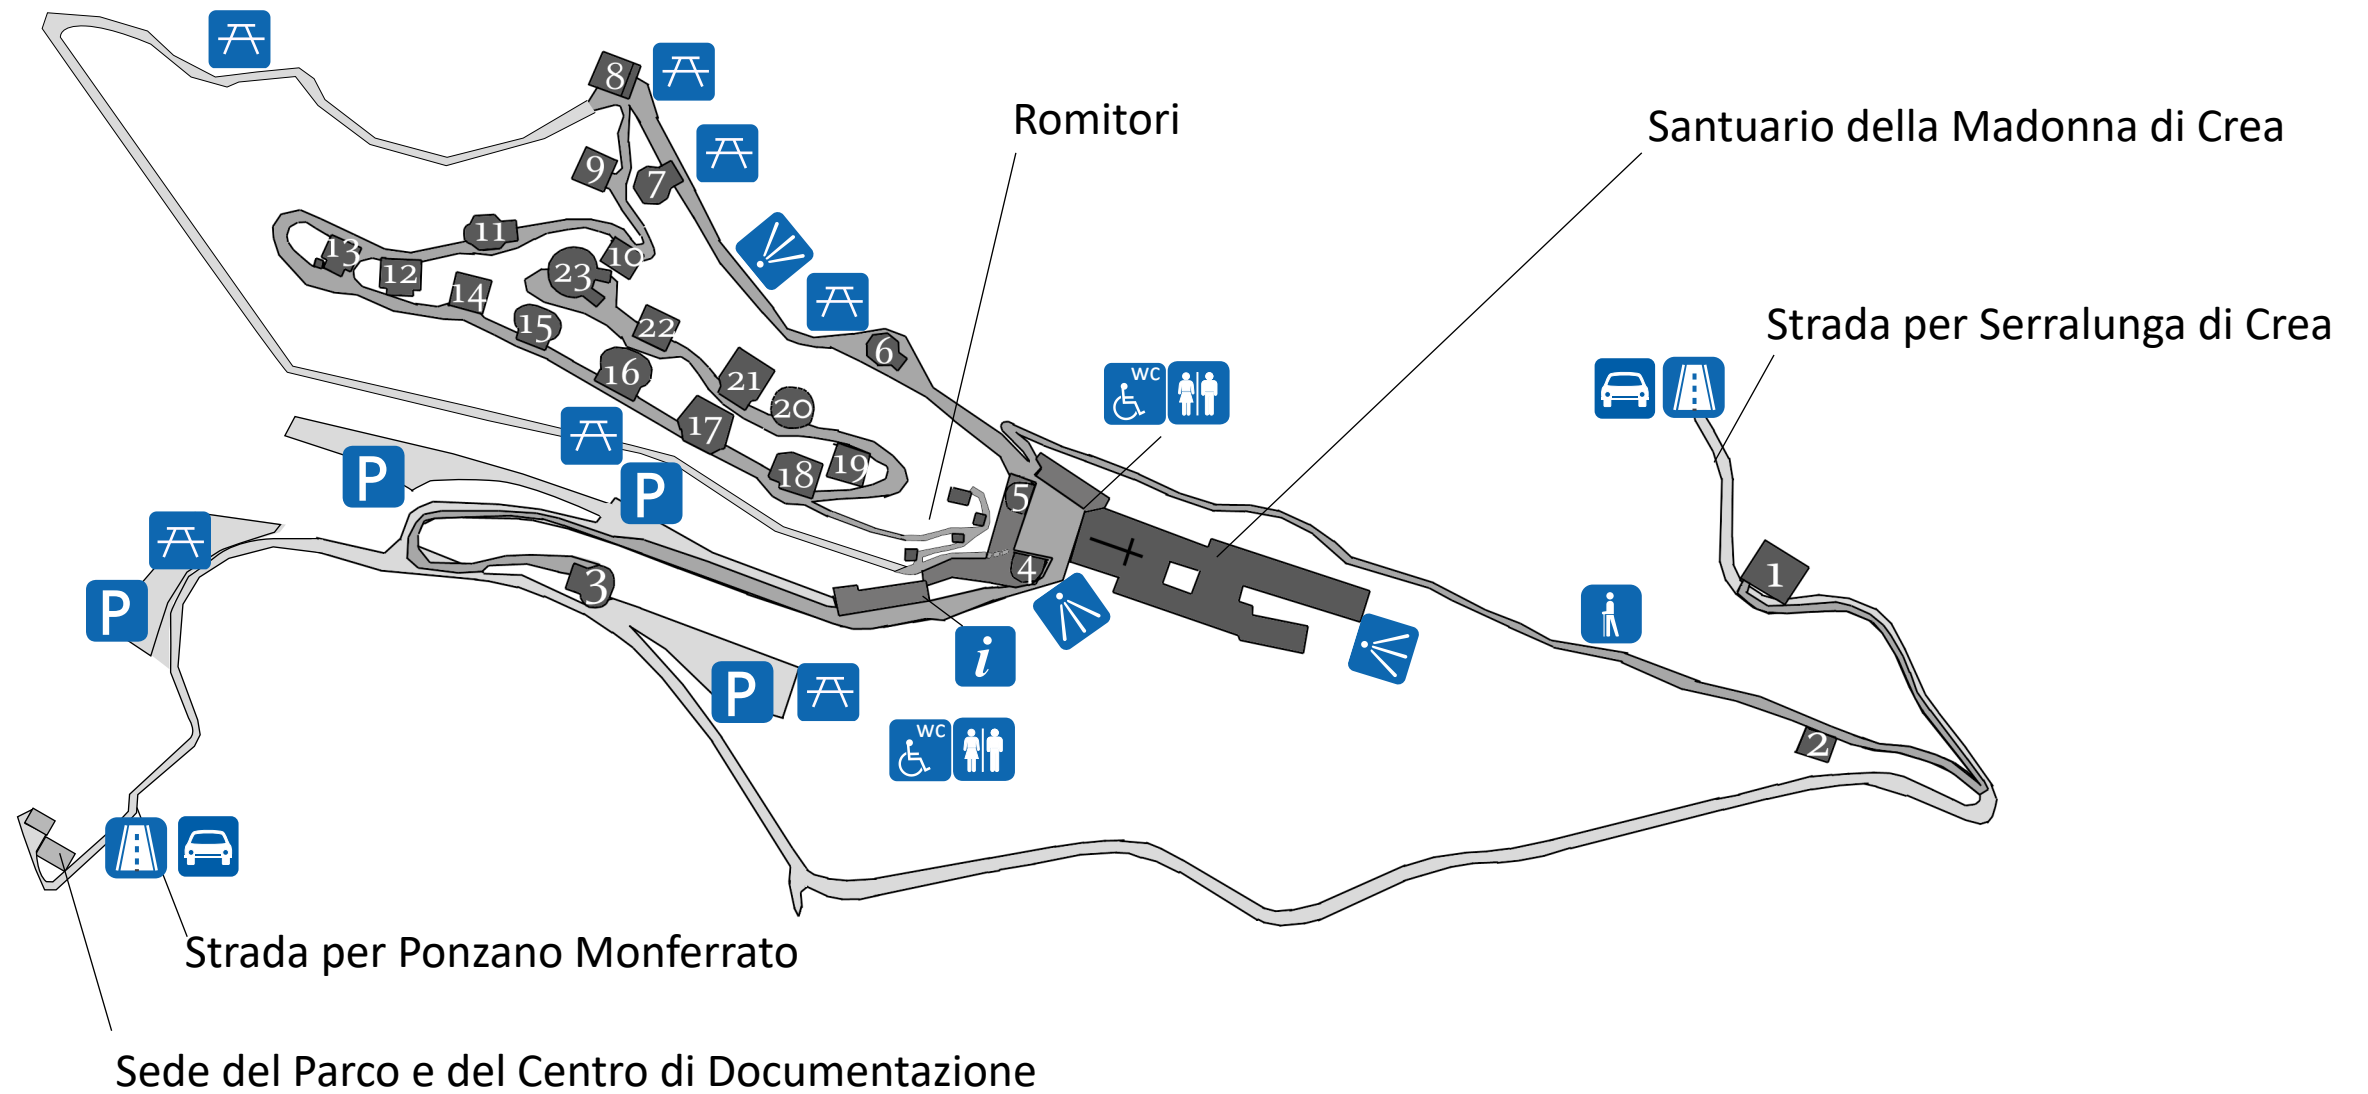 8
Romitori
Santuario della Madonna di Crea
9
7
11
10
13
12
23
14
15
22
6
Strada per Serralunga di Crea
16
21
20
WC
17
18
19
P
P
5
4
3
1
P
i
P
2
WC
Strada per Ponzano Monferrato
Sede del Parco e del Centro di Documentazione